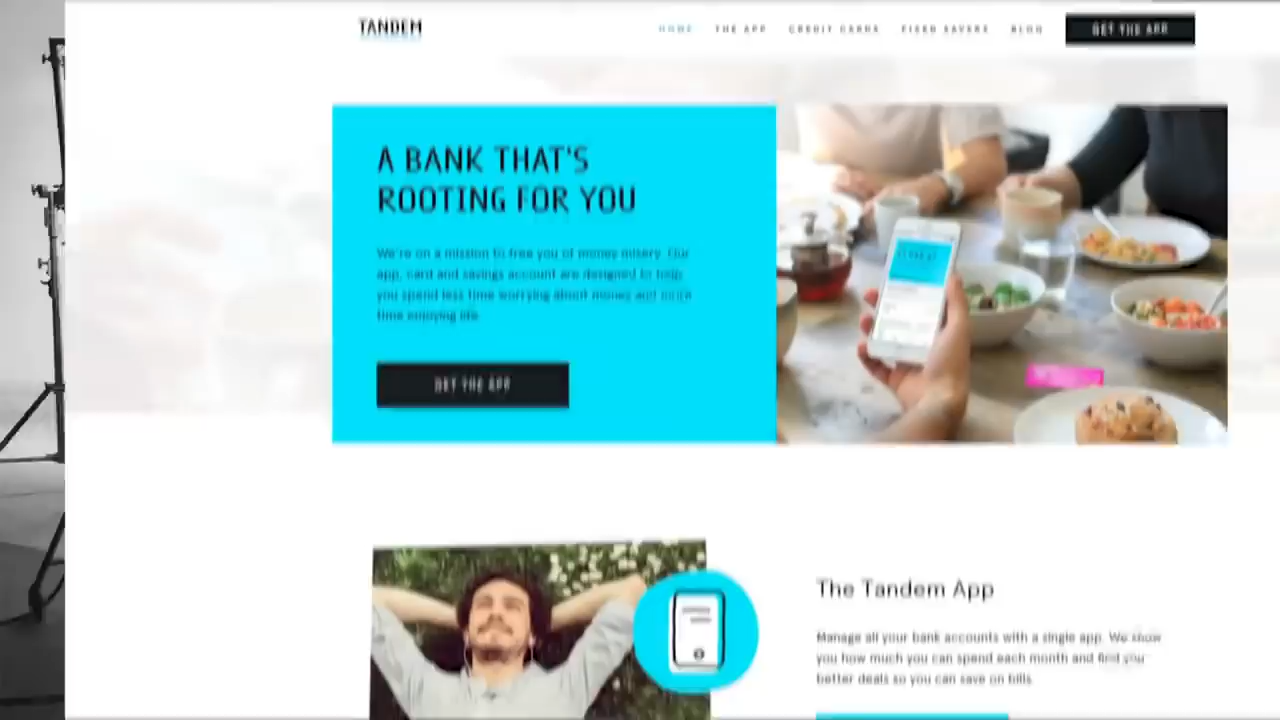 TANDEM
HOME THE APP CREDIT CARDS FIXED SAVERS BLOG GET THE APP
A BANK THAT'S
ROOTING FOR YOU
We're on a mission to free you of money misery. Our
app, card and savings account are designed to help
you spend less time worrying about money and more
time enjoying life.
GET THE APP
The Tandem App
Manage all your bank accounts with a single app. We show
you how much you can spend each month and find you
better deals so you can save on bills.